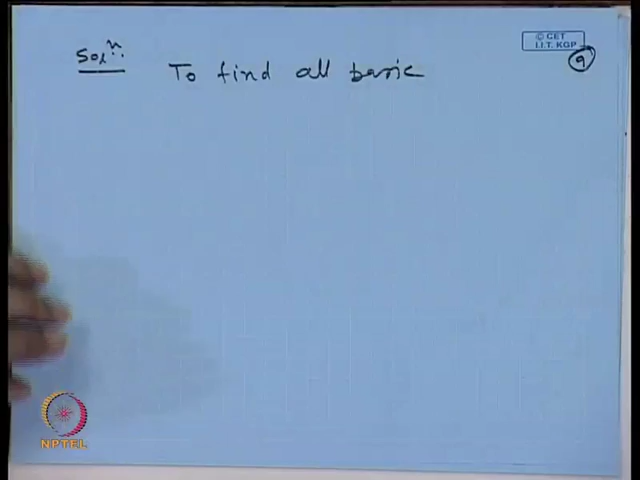 © CET
I.I.T. KGP
9
Solⁿ. To find all basic
NPTEL